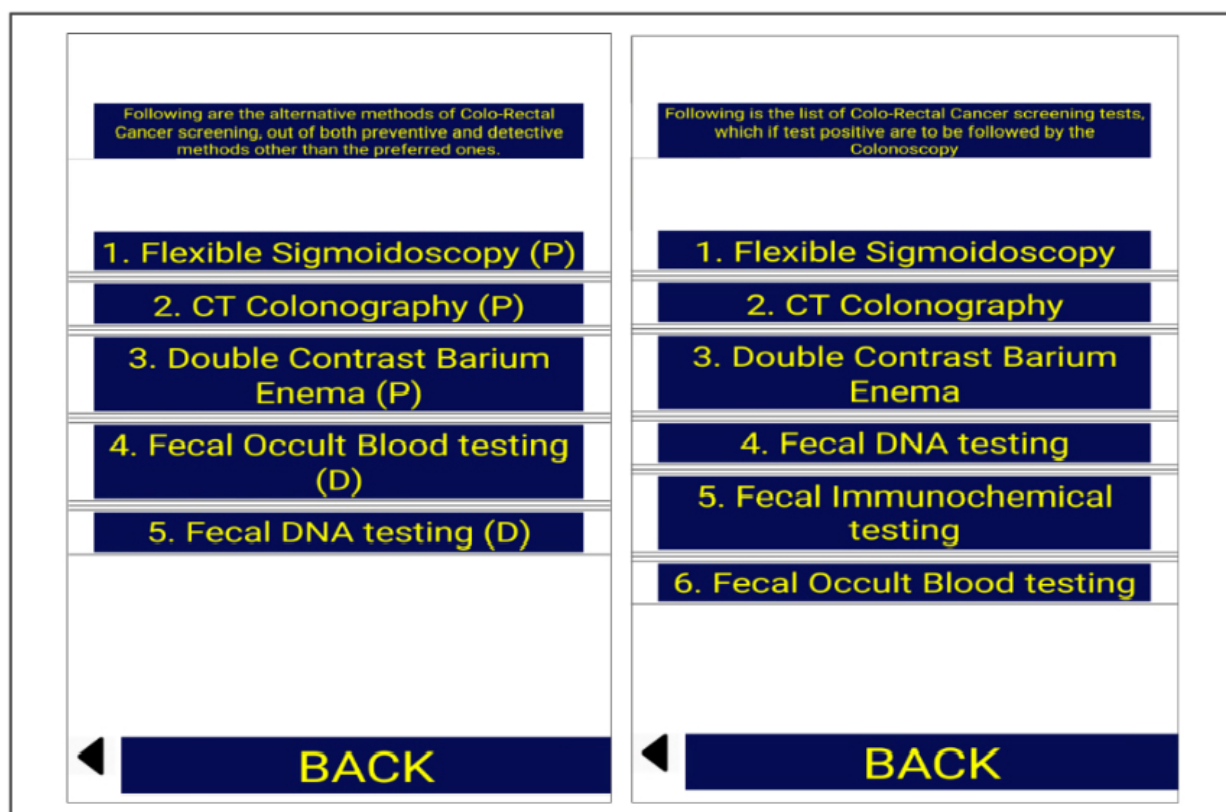 Following are the alternative methods of Colo-Rectal
Cancer screening, out of both preventive and detective
methods other than the preferred ones.
1. Flexible Sigmoidoscopy (P)
2. CT Colonography (P)
3. Double Contrast Barium
Enema (P)
4. Fecal Occult Blood testing
(D)
5. Fecal DNA testing (D)
BACK
Following is the list of Colo-Rectal Cancer screening tests,
which if test positive are to be followed by the
Colonoscopy
1. Flexible Sigmoidoscopy
2. CT Colonography
3. Double Contrast Barium
Enema
4. Fecal DNA testing
5. Fecal Immunochemical
testing
6. Fecal Occult Blood testing
BACK